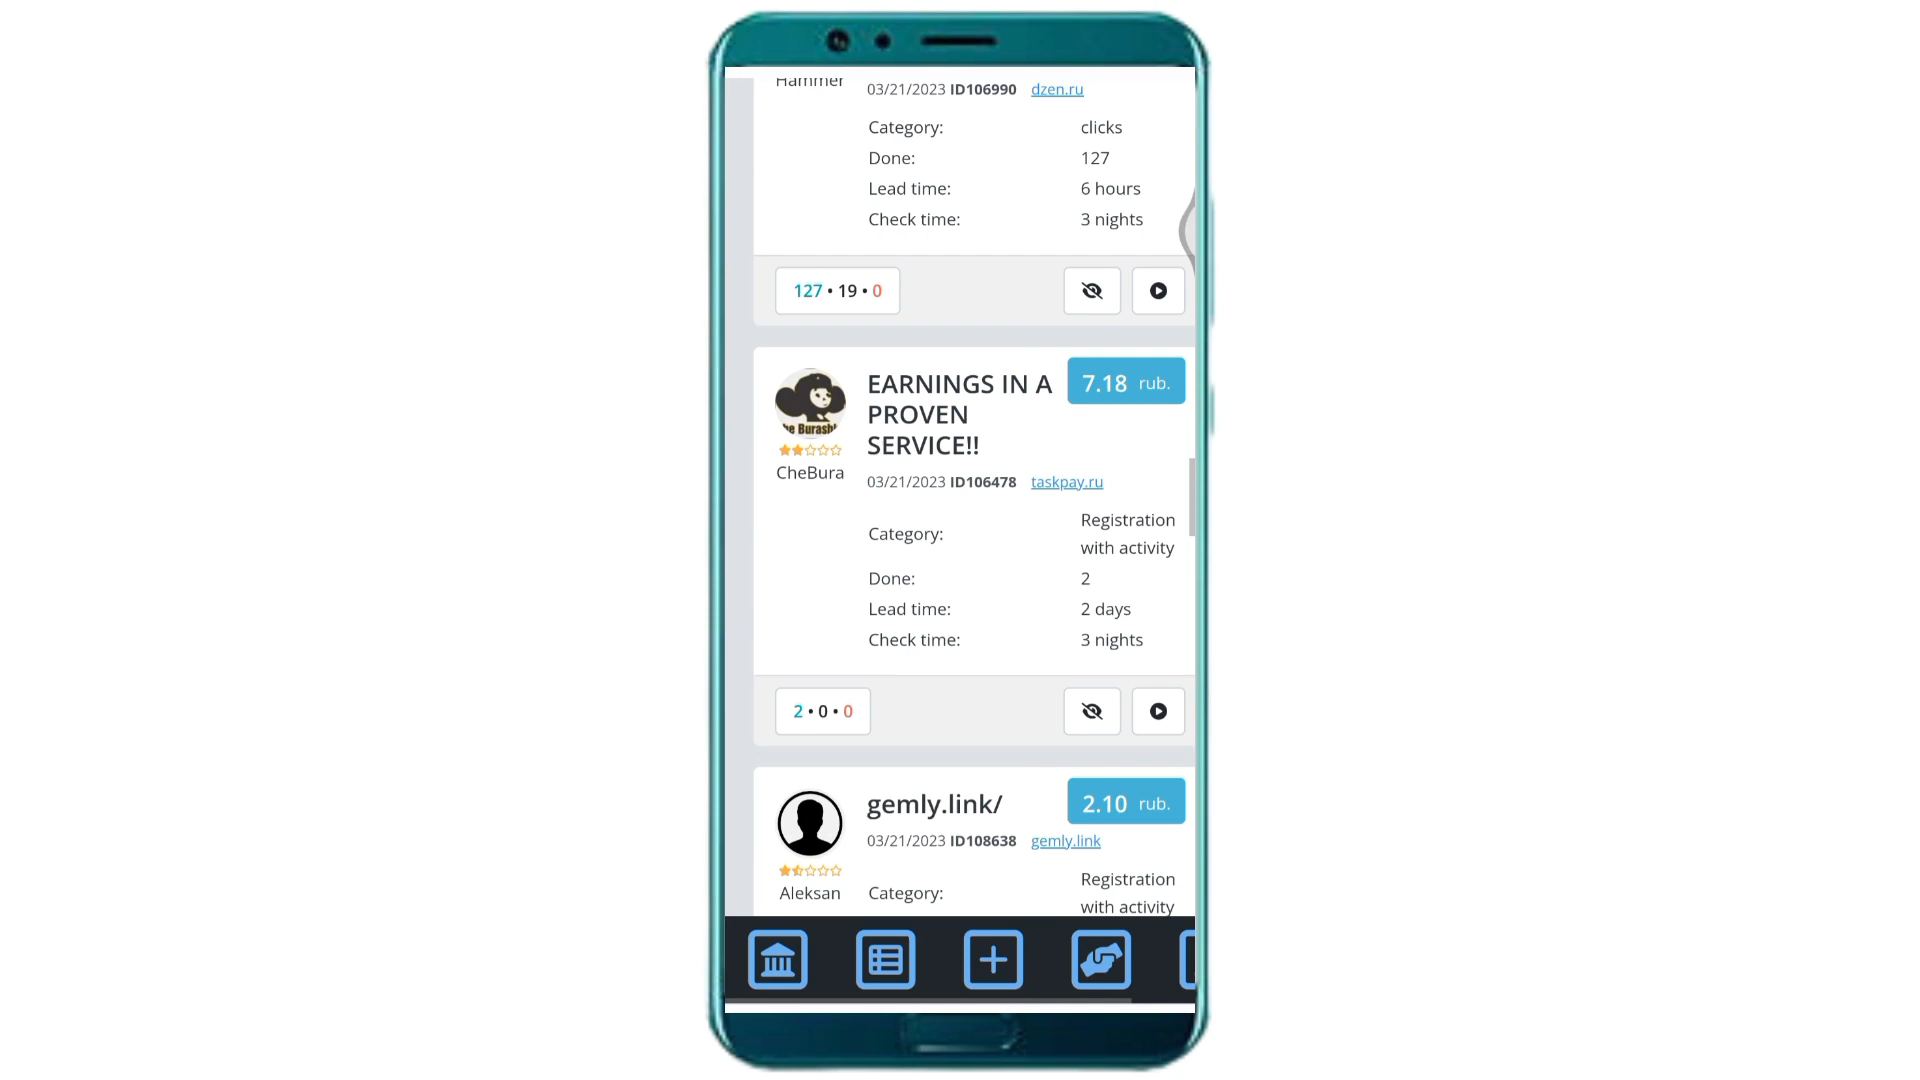 Hammer
03/21/2023 ID106990 dzen.ru
Category: clicks
Done: 127
Lead time: 6 hours
Check time: 3 nights
127 • 19 • 0
EARNINGS IN A 7.18 rub.
PROVEN
SERVICE!!
he Burash
CheBura
03/21/2023 ID106478 taskpay.ru
Category: Registration
with activity
Done: 2
Lead time: 2 days
Check time: 3 nights
2 • 0 • 0
gemly.link/ 2.10 rub.
03/21/2023 ID108638 gemly.link
Aleksan
Category: Registration
with activity